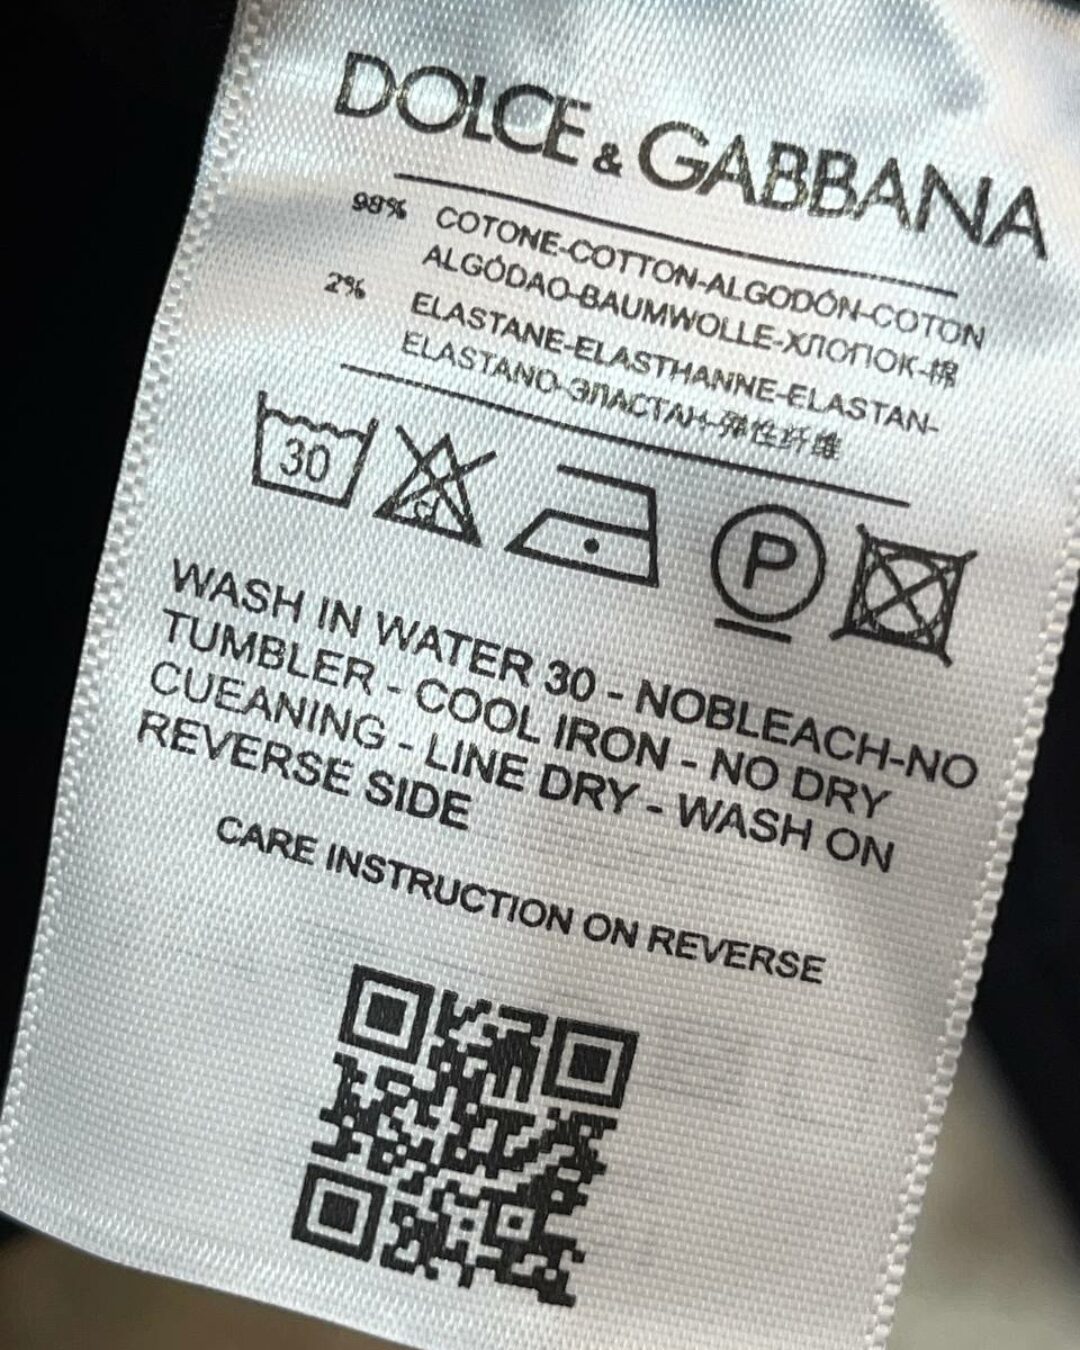 DOLCE & GABBANA
98% COTONE-COTTON-ALGODÓN-COTON
ALGÓDAO-BAUMWOLLE-ХЛОПОК-棉
2% ELASTANE-ELASTHANNE-ELASTAN-
ELASTANO-ЭЛАСТАН-弹性纤维
30
cl
P
WASH IN WATER 30 - NOBLEACH-NO
TUMBLER - COOL IRON - NO DRY
CUEANING - LINE DRY - WASH ON
REVERSE SIDE
CARE INSTRUCTION ON REVERSE